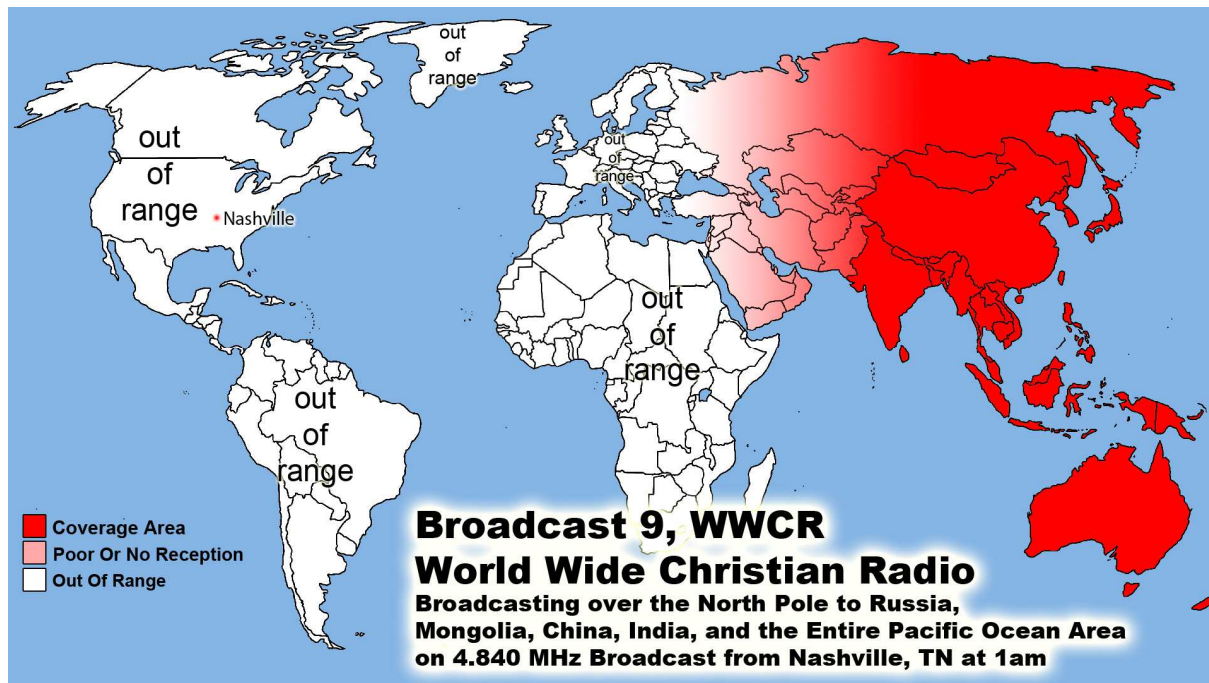 out
of
range
out
of
range
Nashville
out
of
range
out
of
range
out
of
range
Coverage Area
Poor Or No Reception
Out Of Range
Broadcast 9, WWCR
World Wide Christian Radio
Broadcasting over the North Pole to Russia,
Mongolia, China, India, and the Entire Pacific Ocean Area
on 4.840 MHz Broadcast from Nashville, TN at 1am